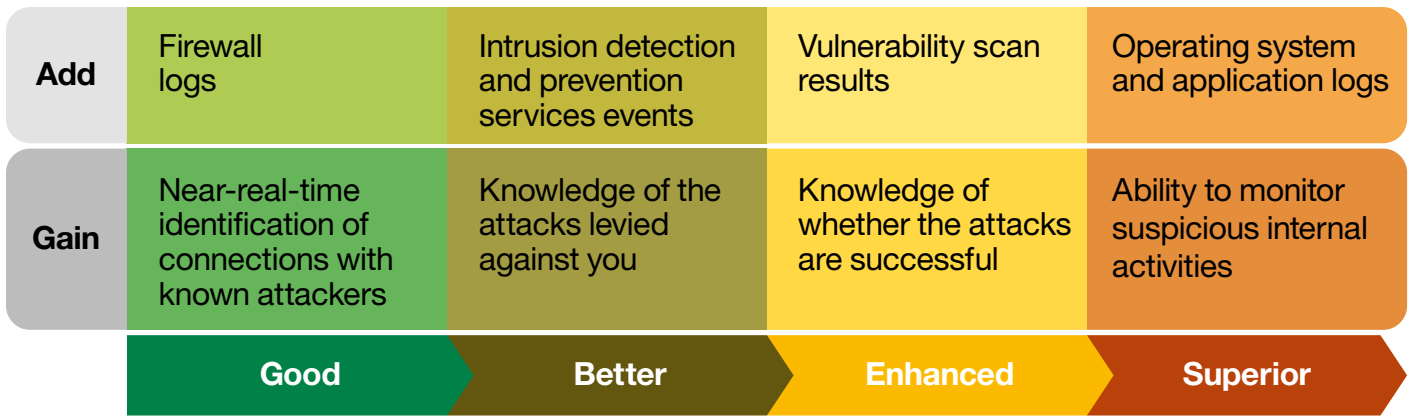 Add
Firewall
logs
Intrusion detection
and prevention
services events
Vulnerability scan
results
Operating system
and application logs
Gain
Near-real-time
identification of
connections with
known attackers
Knowledge of the
attacks levied
against you
Knowledge of
whether the attacks
are successful
Ability to monitor
suspicious internal
activities
Good
Better
Enhanced
Superior